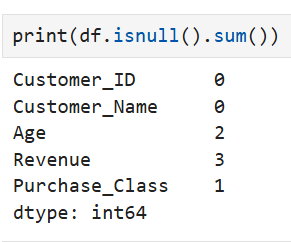 print(df.isnull().sum())
Customer_ID 0
Customer_Name 0
Age 2
Revenue 3
Purchase_Class 1
dtype: int64